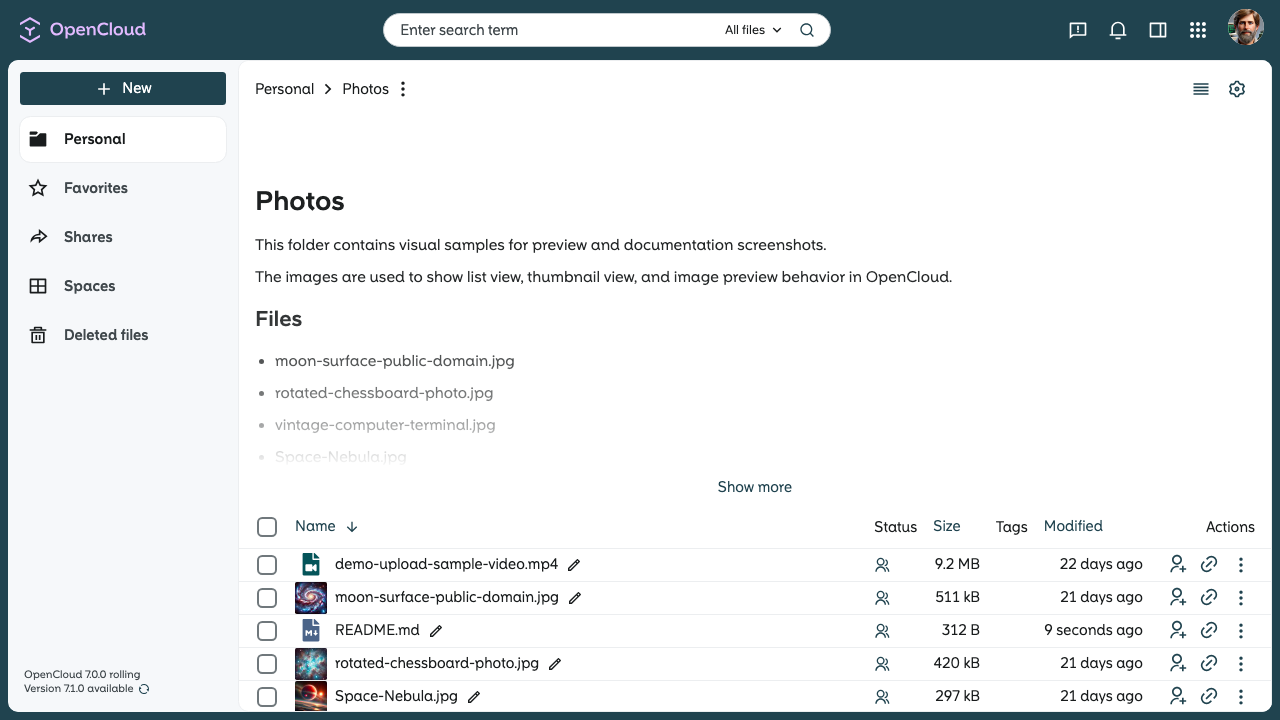 OpenCloud
Enter search term
All files
New
Personal
Favorites
Shares
Spaces
Deleted files
OpenCloud 7.0.0 rolling
Version 7.1.0 available
Personal Photos
Photos
This folder contains visual samples for preview and documentation screenshots.
The images are used to show list view, thumbnail view, and image preview behavior in OpenCloud.
Files
• moon-surface-public-domain.jpg
• rotated-chessboard-photo.jpg
• vintage-computer-terminal.jpg
• Space-Nebula.jpg
Show more
Name Status Size Tags Modified Actions
demo-upload-sample-video.mp4 9.2 MB 22 days ago
moon-surface-public-domain.jpg 511 kB 21 days ago
M README.md 312 B 9 seconds ago
rotated-chessboard-photo.jpg 420 kB 21 days ago
Space-Nebula.jpg 297 kB 21 days ago